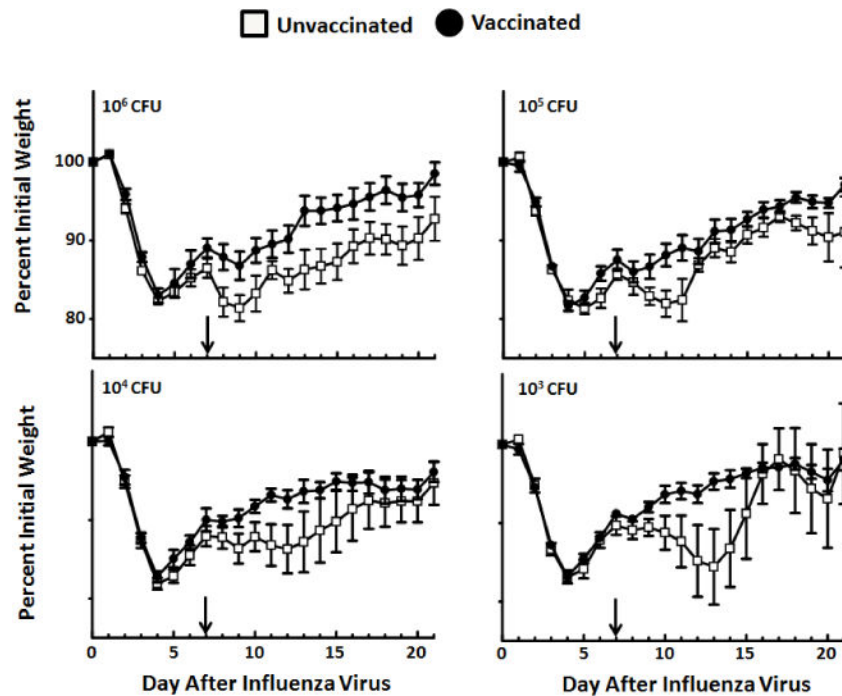 Unvaccinated Vaccinated
10⁶ CFU
10⁵ CFU
Percent Initial Weight
100
90
80
10⁴ CFU
10³ CFU
Percent Initial Weight
0 5 10 15 20
0 5 10 15 20
Day After Influenza Virus
Day After Influenza Virus